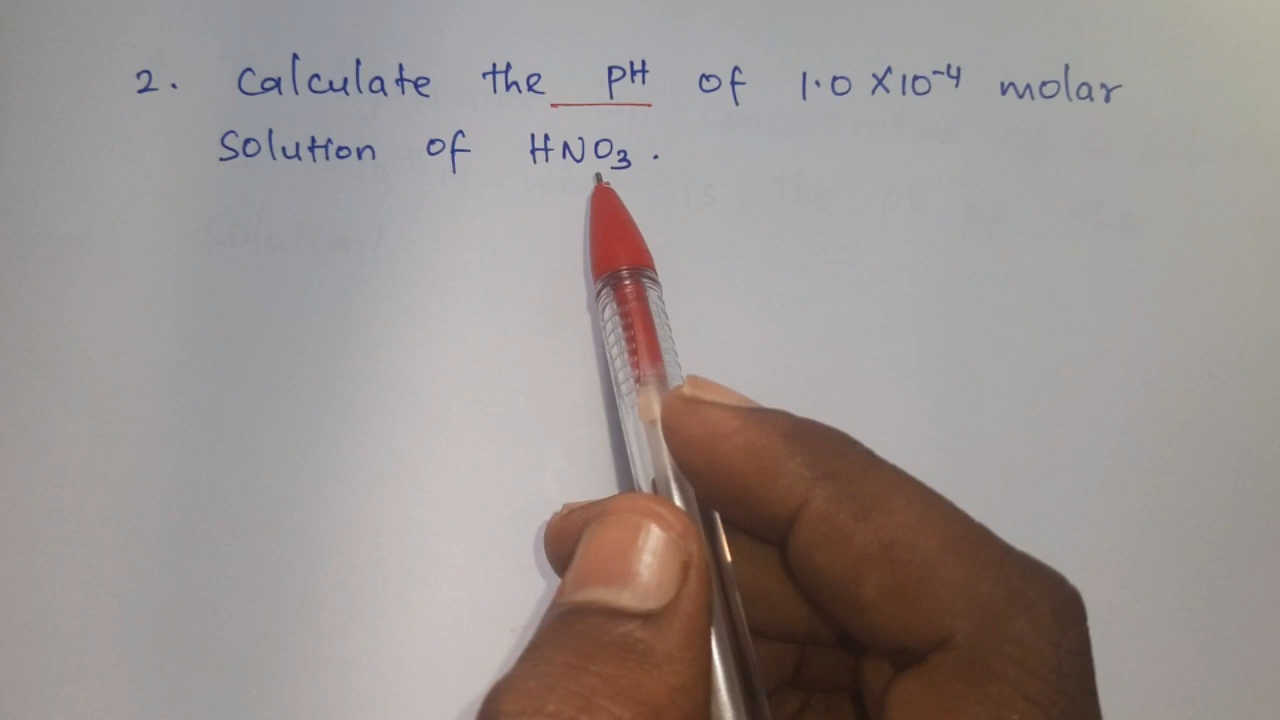 2. Calculate the pH of 1.0 X10⁻⁴ molar
Solution of HNO₃.